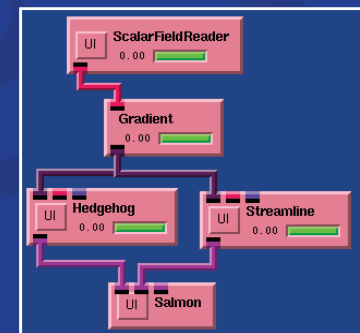 ScalarFieldReader
UI
0.00
Gradient
0.00
Hedgehog
UI
0.00
Streamline
UI
0.00
UI
Salmon